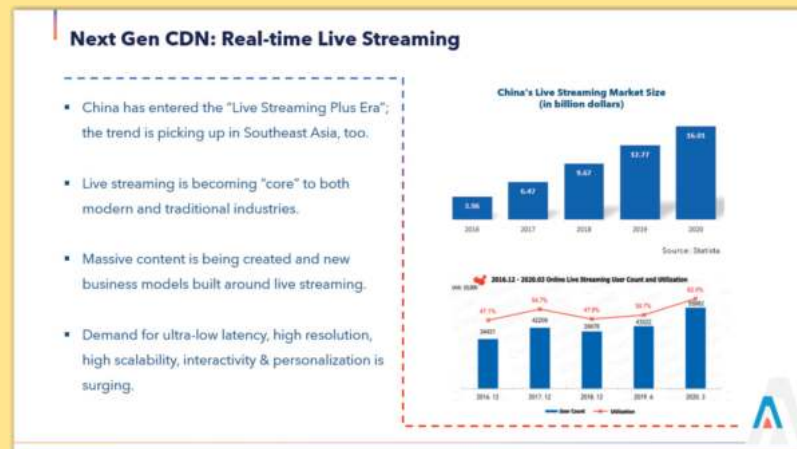 Next Gen CDN: Real-time Live Streaming
▪ China has entered the "Live Streaming Plus Era";
the trend is picking up in Southeast Asia, too.
▪ Live streaming is becoming "core" to both
modern and traditional industries.
▪ Massive content is being created and new
business models built around live streaming.
▪ Demand for ultra-low latency, high resolution,
high scalability, interactivity & personalization is
surging.
China's Live Streaming Market Size
(in billion dollars)
3.96 6.47 9.67 12.77 16.01
2016 2017 2018 2019 2020
Source: Statista
2016.12 - 2020.03 Online Live Streaming User Count and Utilization
47.1% 54.7% 47.9% 50.7% 62.0%
42209 43322
2016. 12 2017. 12 2018. 12 2019. 6 2020. 3
User Count Utilization